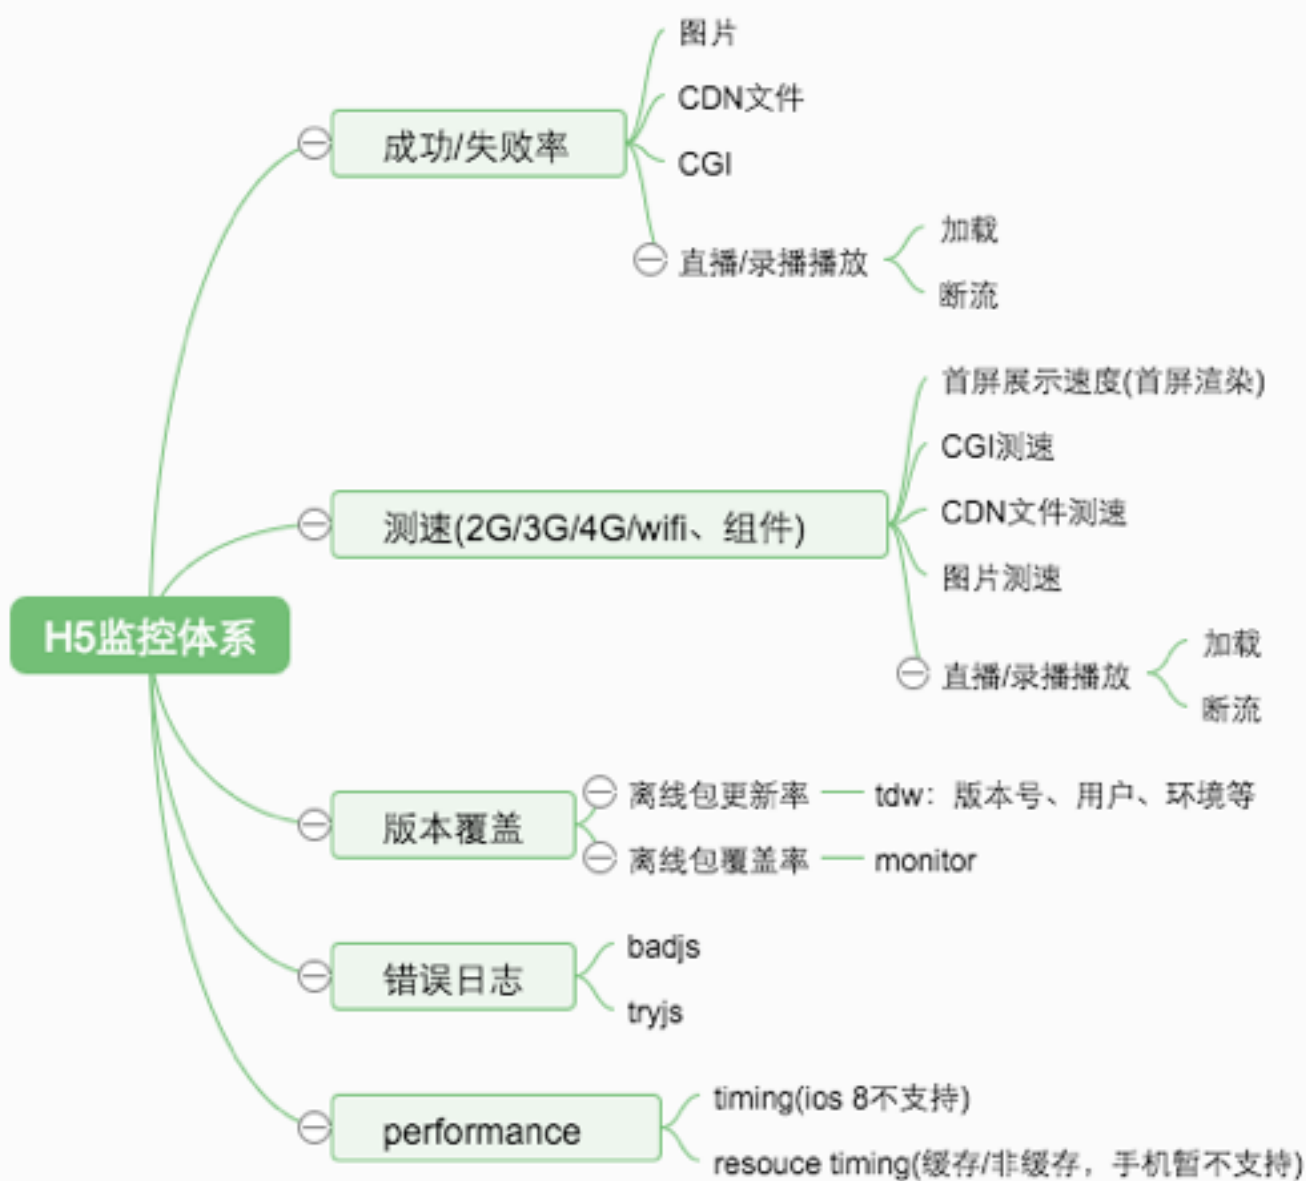 H5监控体系
成功/失败率
图片
CDN文件
CGI
直播/录播播放
加载
断流
测速(2G/3G/4G/wifi、组件)
首屏展示速度(首屏渲染)
CGI测速
CDN文件测速
图片测速
直播/录播播放
加载
断流
版本覆盖
离线包更新率
tdw：版本号、用户、环境等
离线包覆盖率
monitor
错误日志
badjs
tryjs
performance
timing(ios 8不支持)
resouce timing(缓存/非缓存，手机暂不支持)